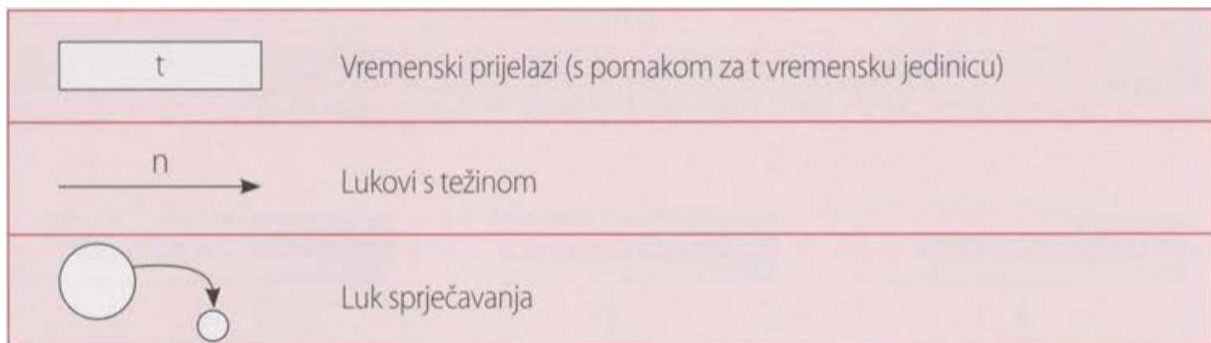 t Vremenski prijelazi (s pomakom za t vremensku jedinicu)
n Lukovi s težinom
Luk sprječavanja